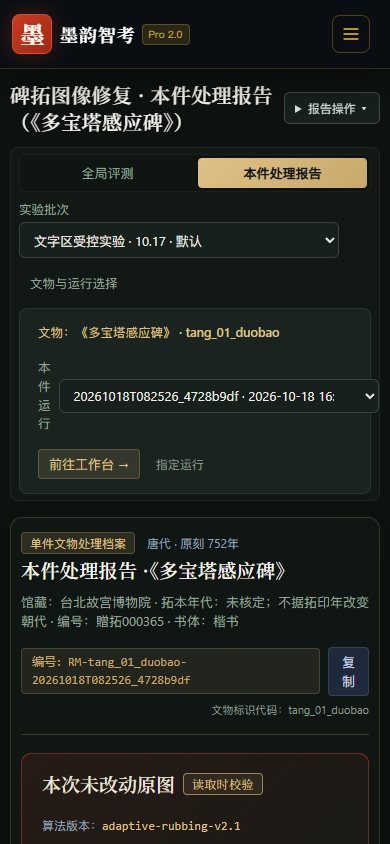 墨 墨韵智考 Pro 2.0
碑拓图像修复 · 本件处理报告
（《多宝塔感应碑》）
▶ 报告操作 ▼
全局评测 本件处理报告
实验批次
文字区受控实验 · 10.17 · 默认
文物与运行选择
文物： 《多宝塔感应碑》 · tang_01_duobao
本件运行
20261018T082526_4728b9df · 2026-10-18 16:
前往工作台 → 指定运行
单件文物处理档案 唐代 · 原刻 752年
本件处理报告 ·《多宝塔感应碑》
馆藏：台北故宫博物院 · 拓本年代：未核定；不据拓印年改变
朝代 · 编号：赠拓000365 · 书体：楷书
编号: RM-tang_01_duobao-
20261018T082526_4728b9df
复制
文物标识代码：tang_01_duobao
本次未改动原图 读取时校验
算法版本：adaptive-rubbing-v2.1